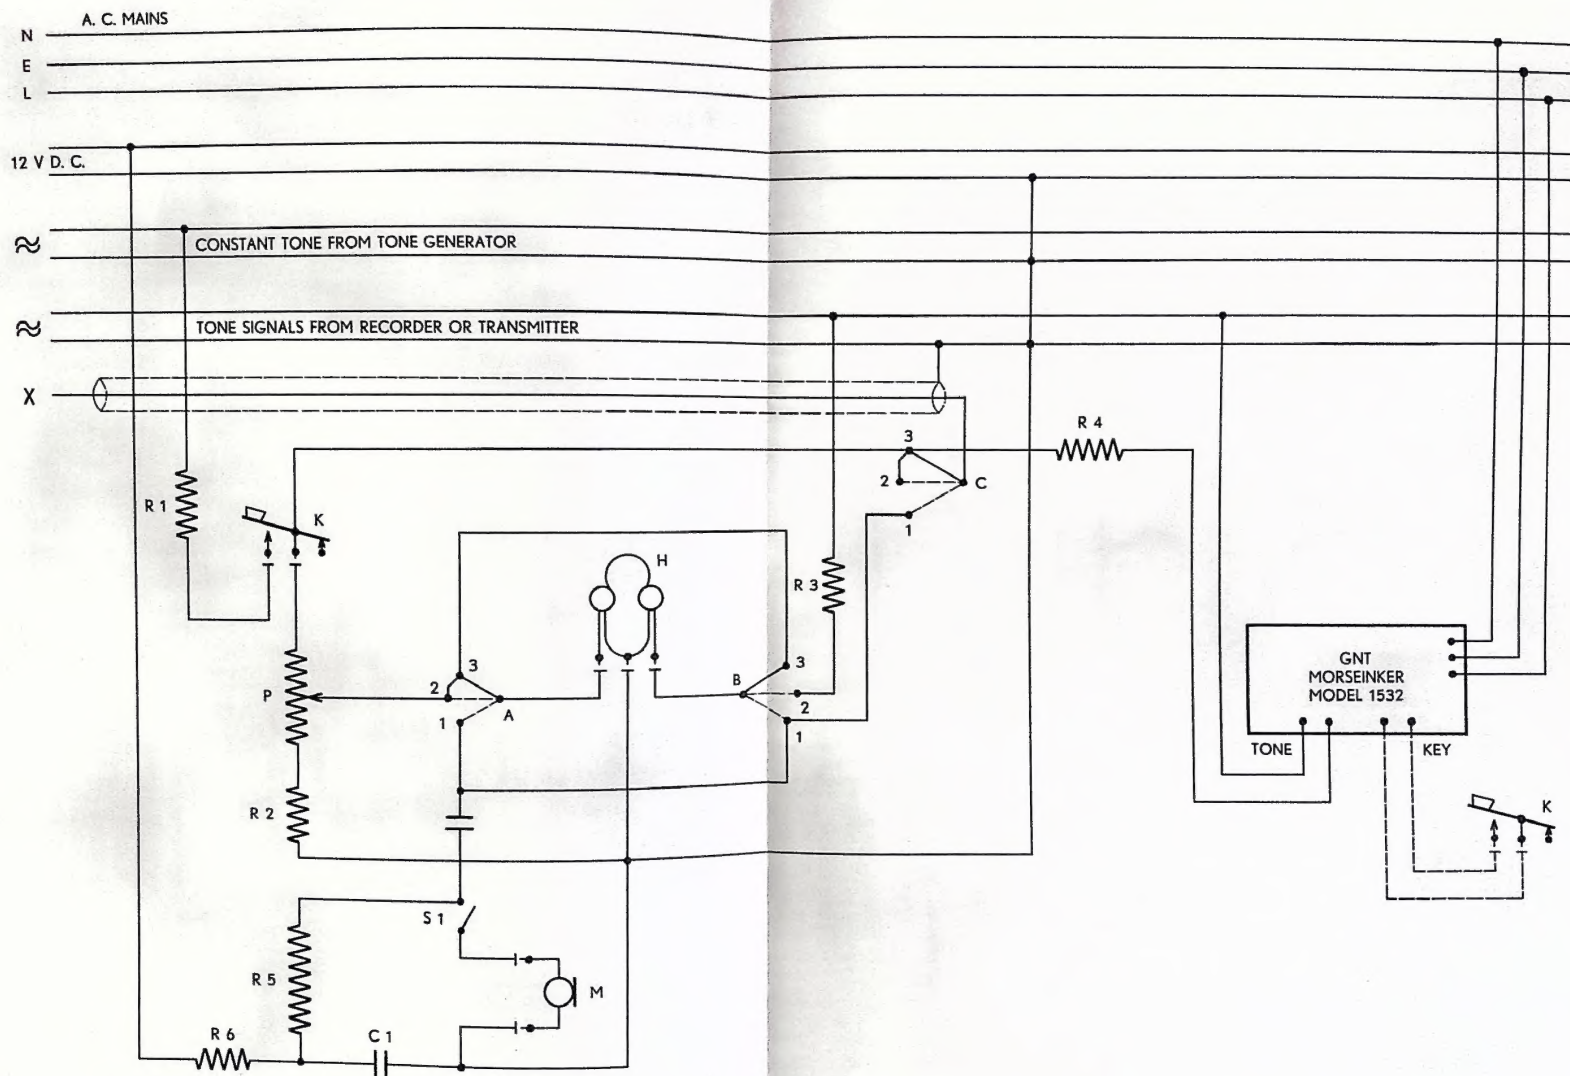 A. C. MAINS
N
E
L
12 V D. C.
CONSTANT TONE FROM TONE GENERATOR
TONE SIGNALS FROM RECORDER OR TRANSMITTER
X
R 4
3
2
C
1
R 1
K
H
R 3
3
2
P
1
A
B
3
2
1
GNT
MORSEINKER
MODEL 1532
TONE
KEY
R 2
K
S 1
R 5
M
R 6
C 1